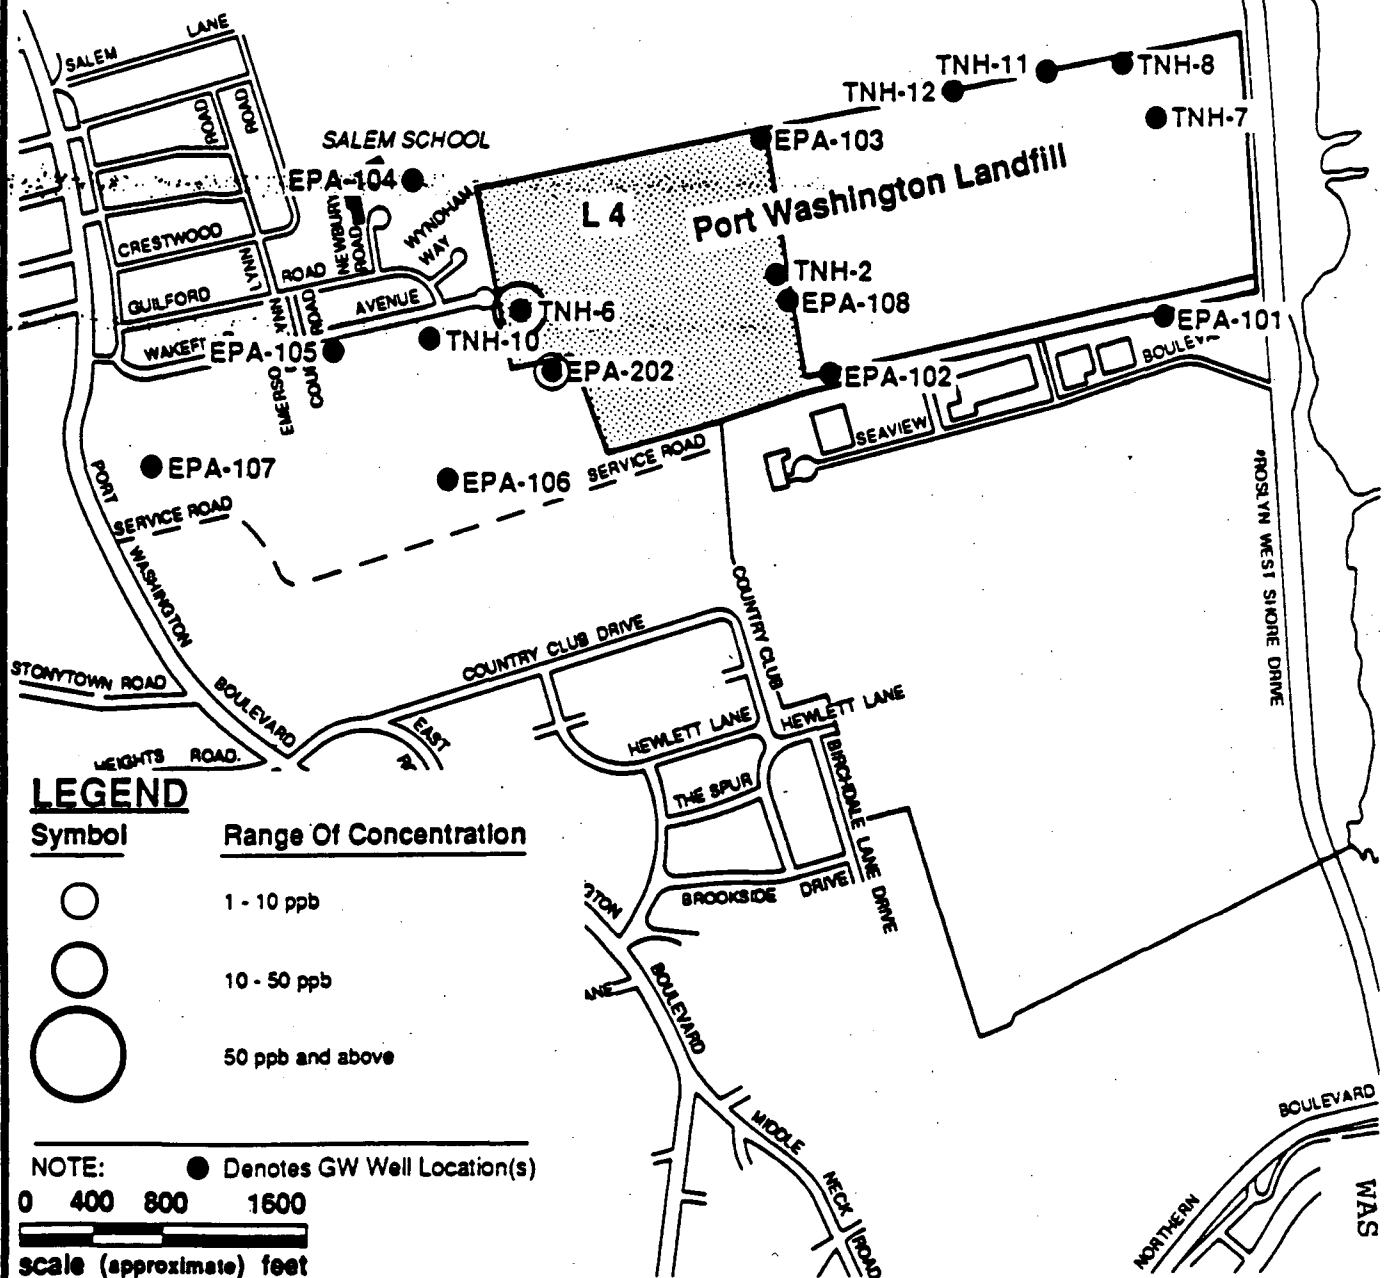 SALEM LANE
ROAD
ROAD
SALEM SCHOOL
EPA-104
NEWBURY
ROAD
WYNDHAM
WAY
L 4
Port Washington Landfill
TNH-11
TNH-8
TNH-12
TNH-7
EPA-103
CRESTWOOD
LYNN
ROAD
GUILFORD
AVENUE
TNH-6
TNH-2
EPA-108
EPA-101
EPA-105
TNH-10
EPA-202
EPA-102
SEAVIEW
EPA-107
EPA-106
SERVICE ROAD
SERVICE ROAD
PORT
WASHINGTON
BOULEVARD
ROSLYN WEST SHORE DRIVE
COUNTRY CLUB
COUNTRY CLUB DRIVE
STONYTOWN ROAD
EAST
HEWLETT LANE
HEWLETT LANE
HEIGHTS ROAD.
THE SPUR
BIRCHDALE LANE DRIVE
BROOKSIDE DRIVE
BOULEVARD
MIDDLE
NECK
ROAD
NORTHERN
BOULEVARD
WAS
LEGEND
Symbol Range Of Concentration
1 - 10 ppb
10 - 50 ppb
50 ppb and above
NOTE: Denotes GW Well Location(s)
0 400 800 1600
scale (approximate) feet